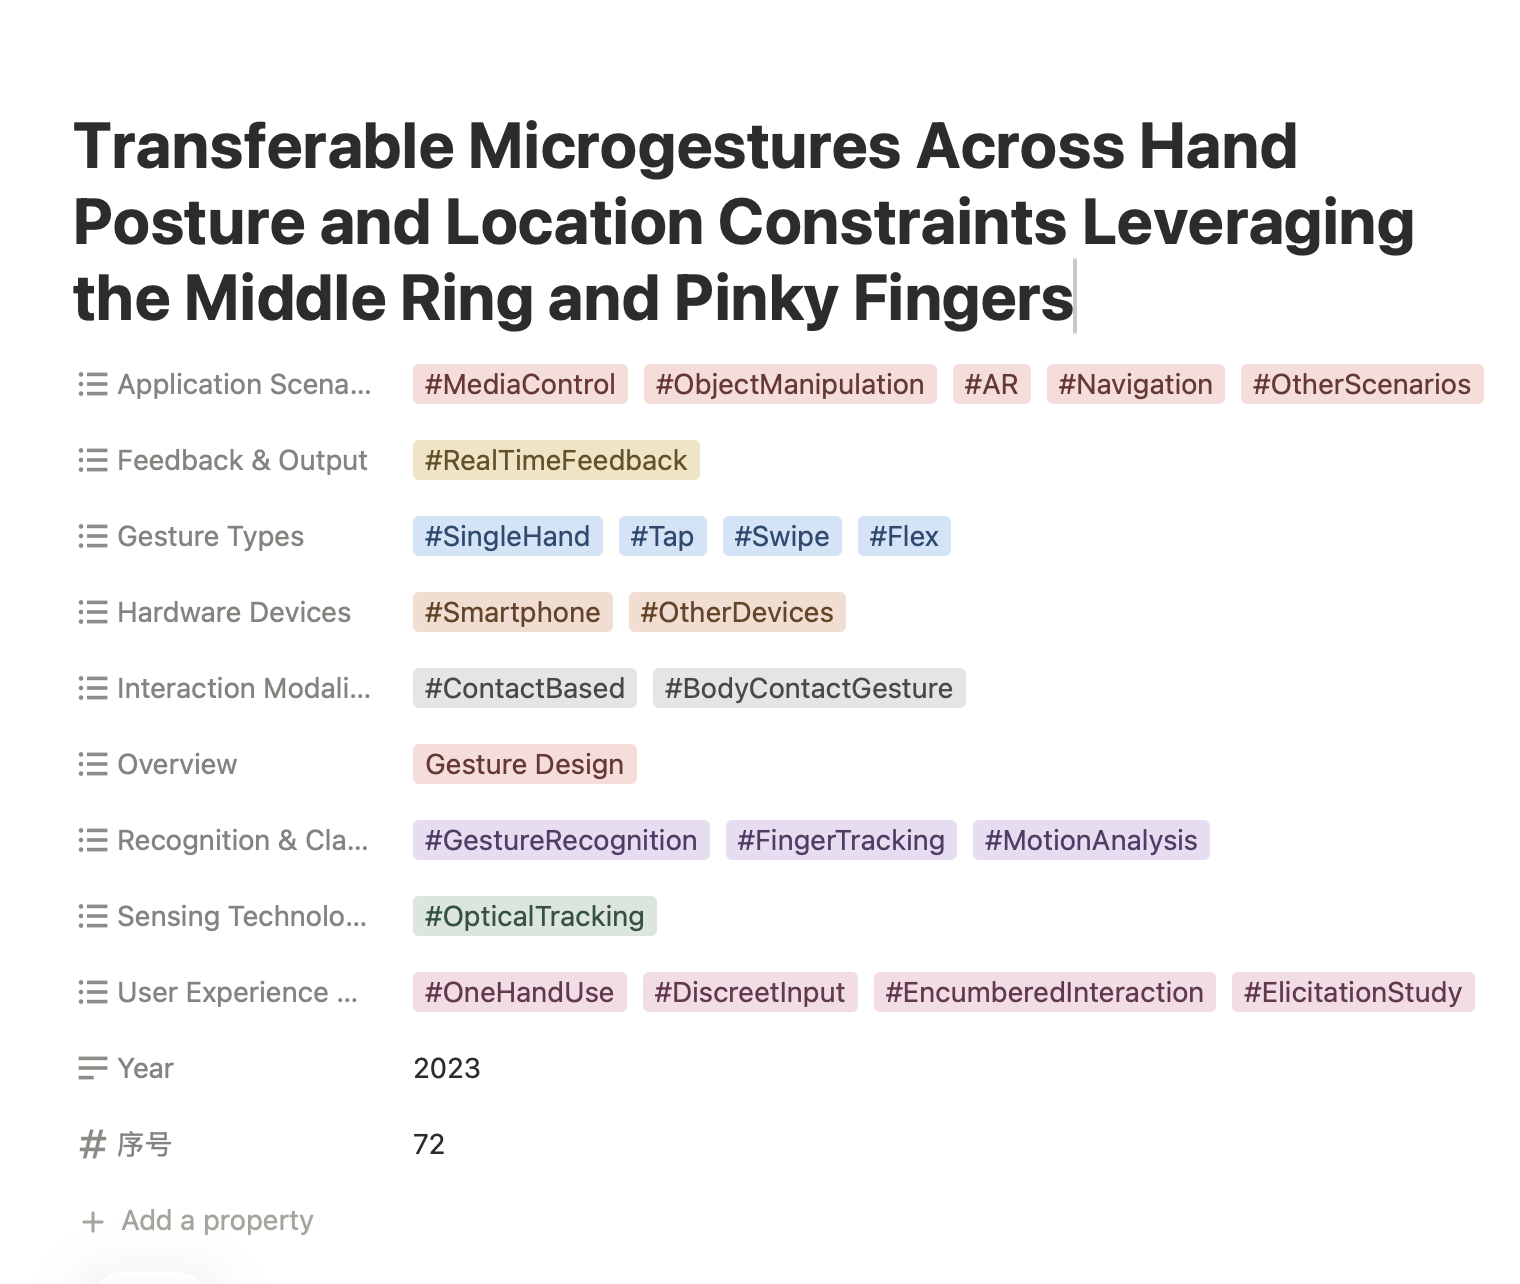 Transferable Microgestures Across Hand
Posture and Location Constraints Leveraging
the Middle Ring and Pinky Fingers
Application Scena... #MediaControl #ObjectManipulation #AR #Navigation #OtherScenarios
Feedback & Output #RealTimeFeedback
Gesture Types #SingleHand #Tap #Swipe #Flex
Hardware Devices #Smartphone #OtherDevices
Interaction Modali... #ContactBased #BodyContactGesture
Overview Gesture Design
Recognition & Cla... #GestureRecognition #FingerTracking #MotionAnalysis
Sensing Technolo... #OpticalTracking
User Experience ... #OneHandUse #DiscreetInput #EncumberedInteraction #ElicitationStudy
Year 2023
序号 72
Add a property